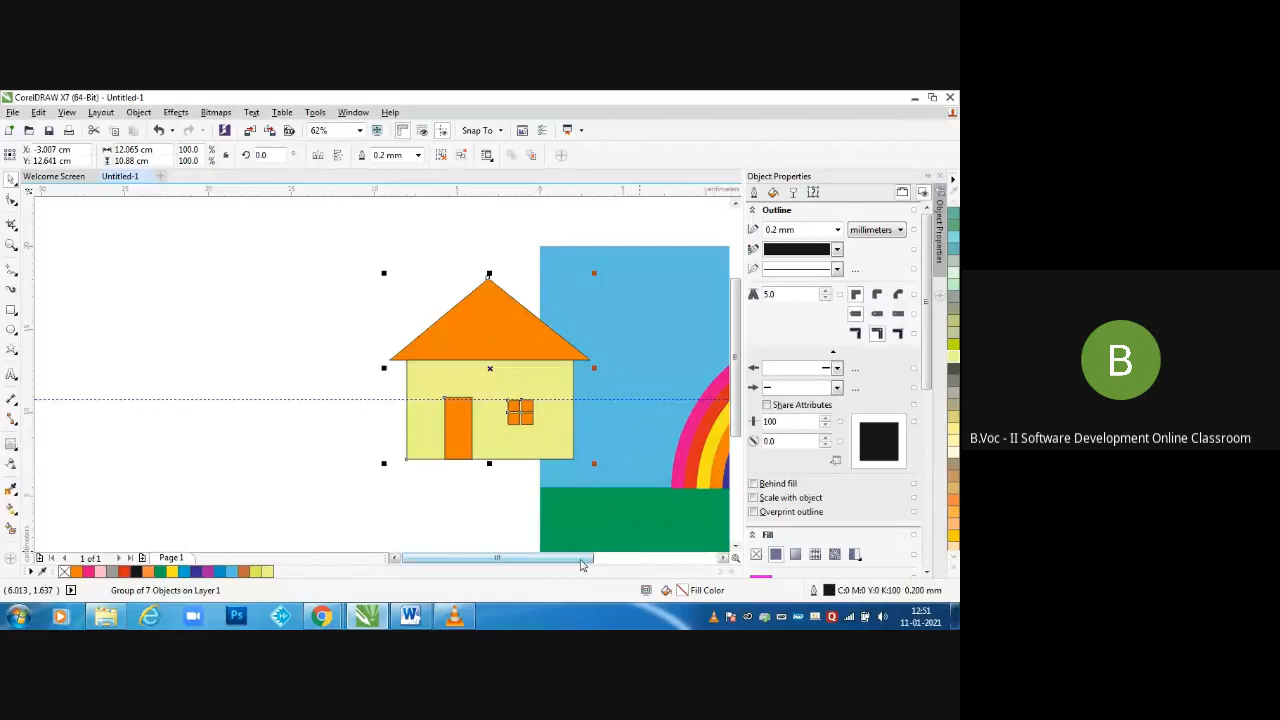 CorelDRAW X7 (64-Bit) - Untitled-1
File Edit View Layout Object Effects Bitmaps Text Table Tools Window Help
62% Snap To
X: -3.007 cm 12.065 cm 100.0 %
Y: 12.641 cm 10.88 cm 100.0 %
0.0 °
0.2 mm
Welcome Screen Untitled-1
centimeters
Object Properties
Outline
0.2 mm millimeters
5.0
Share Attributes
100
0.0
Behind fill
Scale with object
Overprint outline
Fill
Object Properties
1 of 1 Page 1
( 6.013 , 1.637 ) Group of 7 Objects on Layer 1 Fill Color C:0 M:0 Y:0 K:100 0.200 mm
12:51
11-01-2021
B
B.Voc - II Software Development Online Classroom